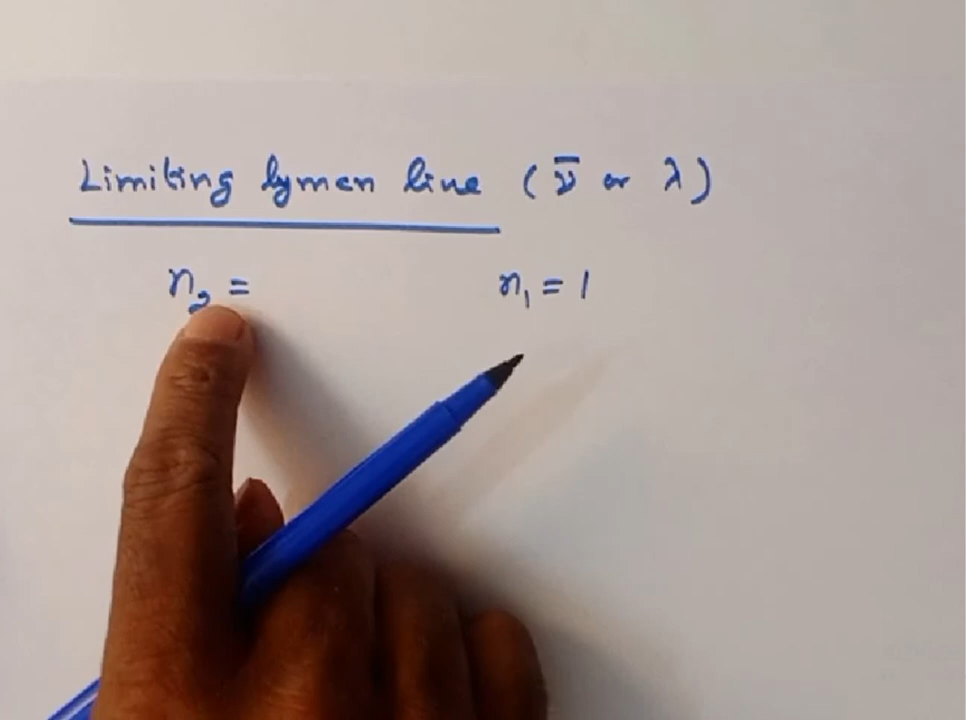 Limiting lymen line (ν̅ or λ)
n₂ = n₁ = 1